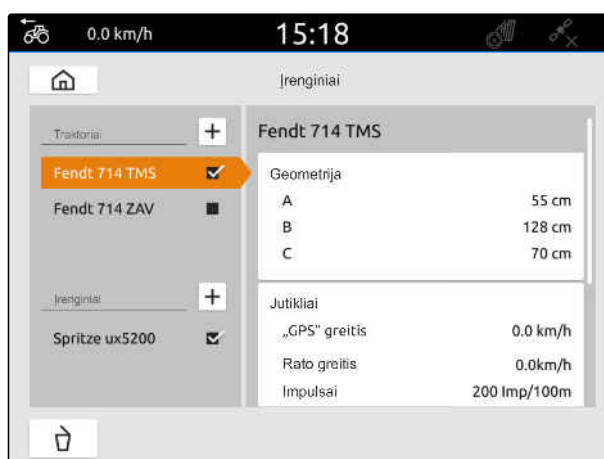 0.0 km/h 15:18
Įrenginiai
Traktoriai
Fendt 714 TMS
Fendt 714 ZAV
Įrenginiai
Spritze ux5200
Fendt 714 TMS
Geometrija
A 55 cm
B 128 cm
C 70 cm
Jutikliai
„GPS" greitis 0.0 km/h
Rato greitis 0.0km/h
Impulsai 200 Imp/100m